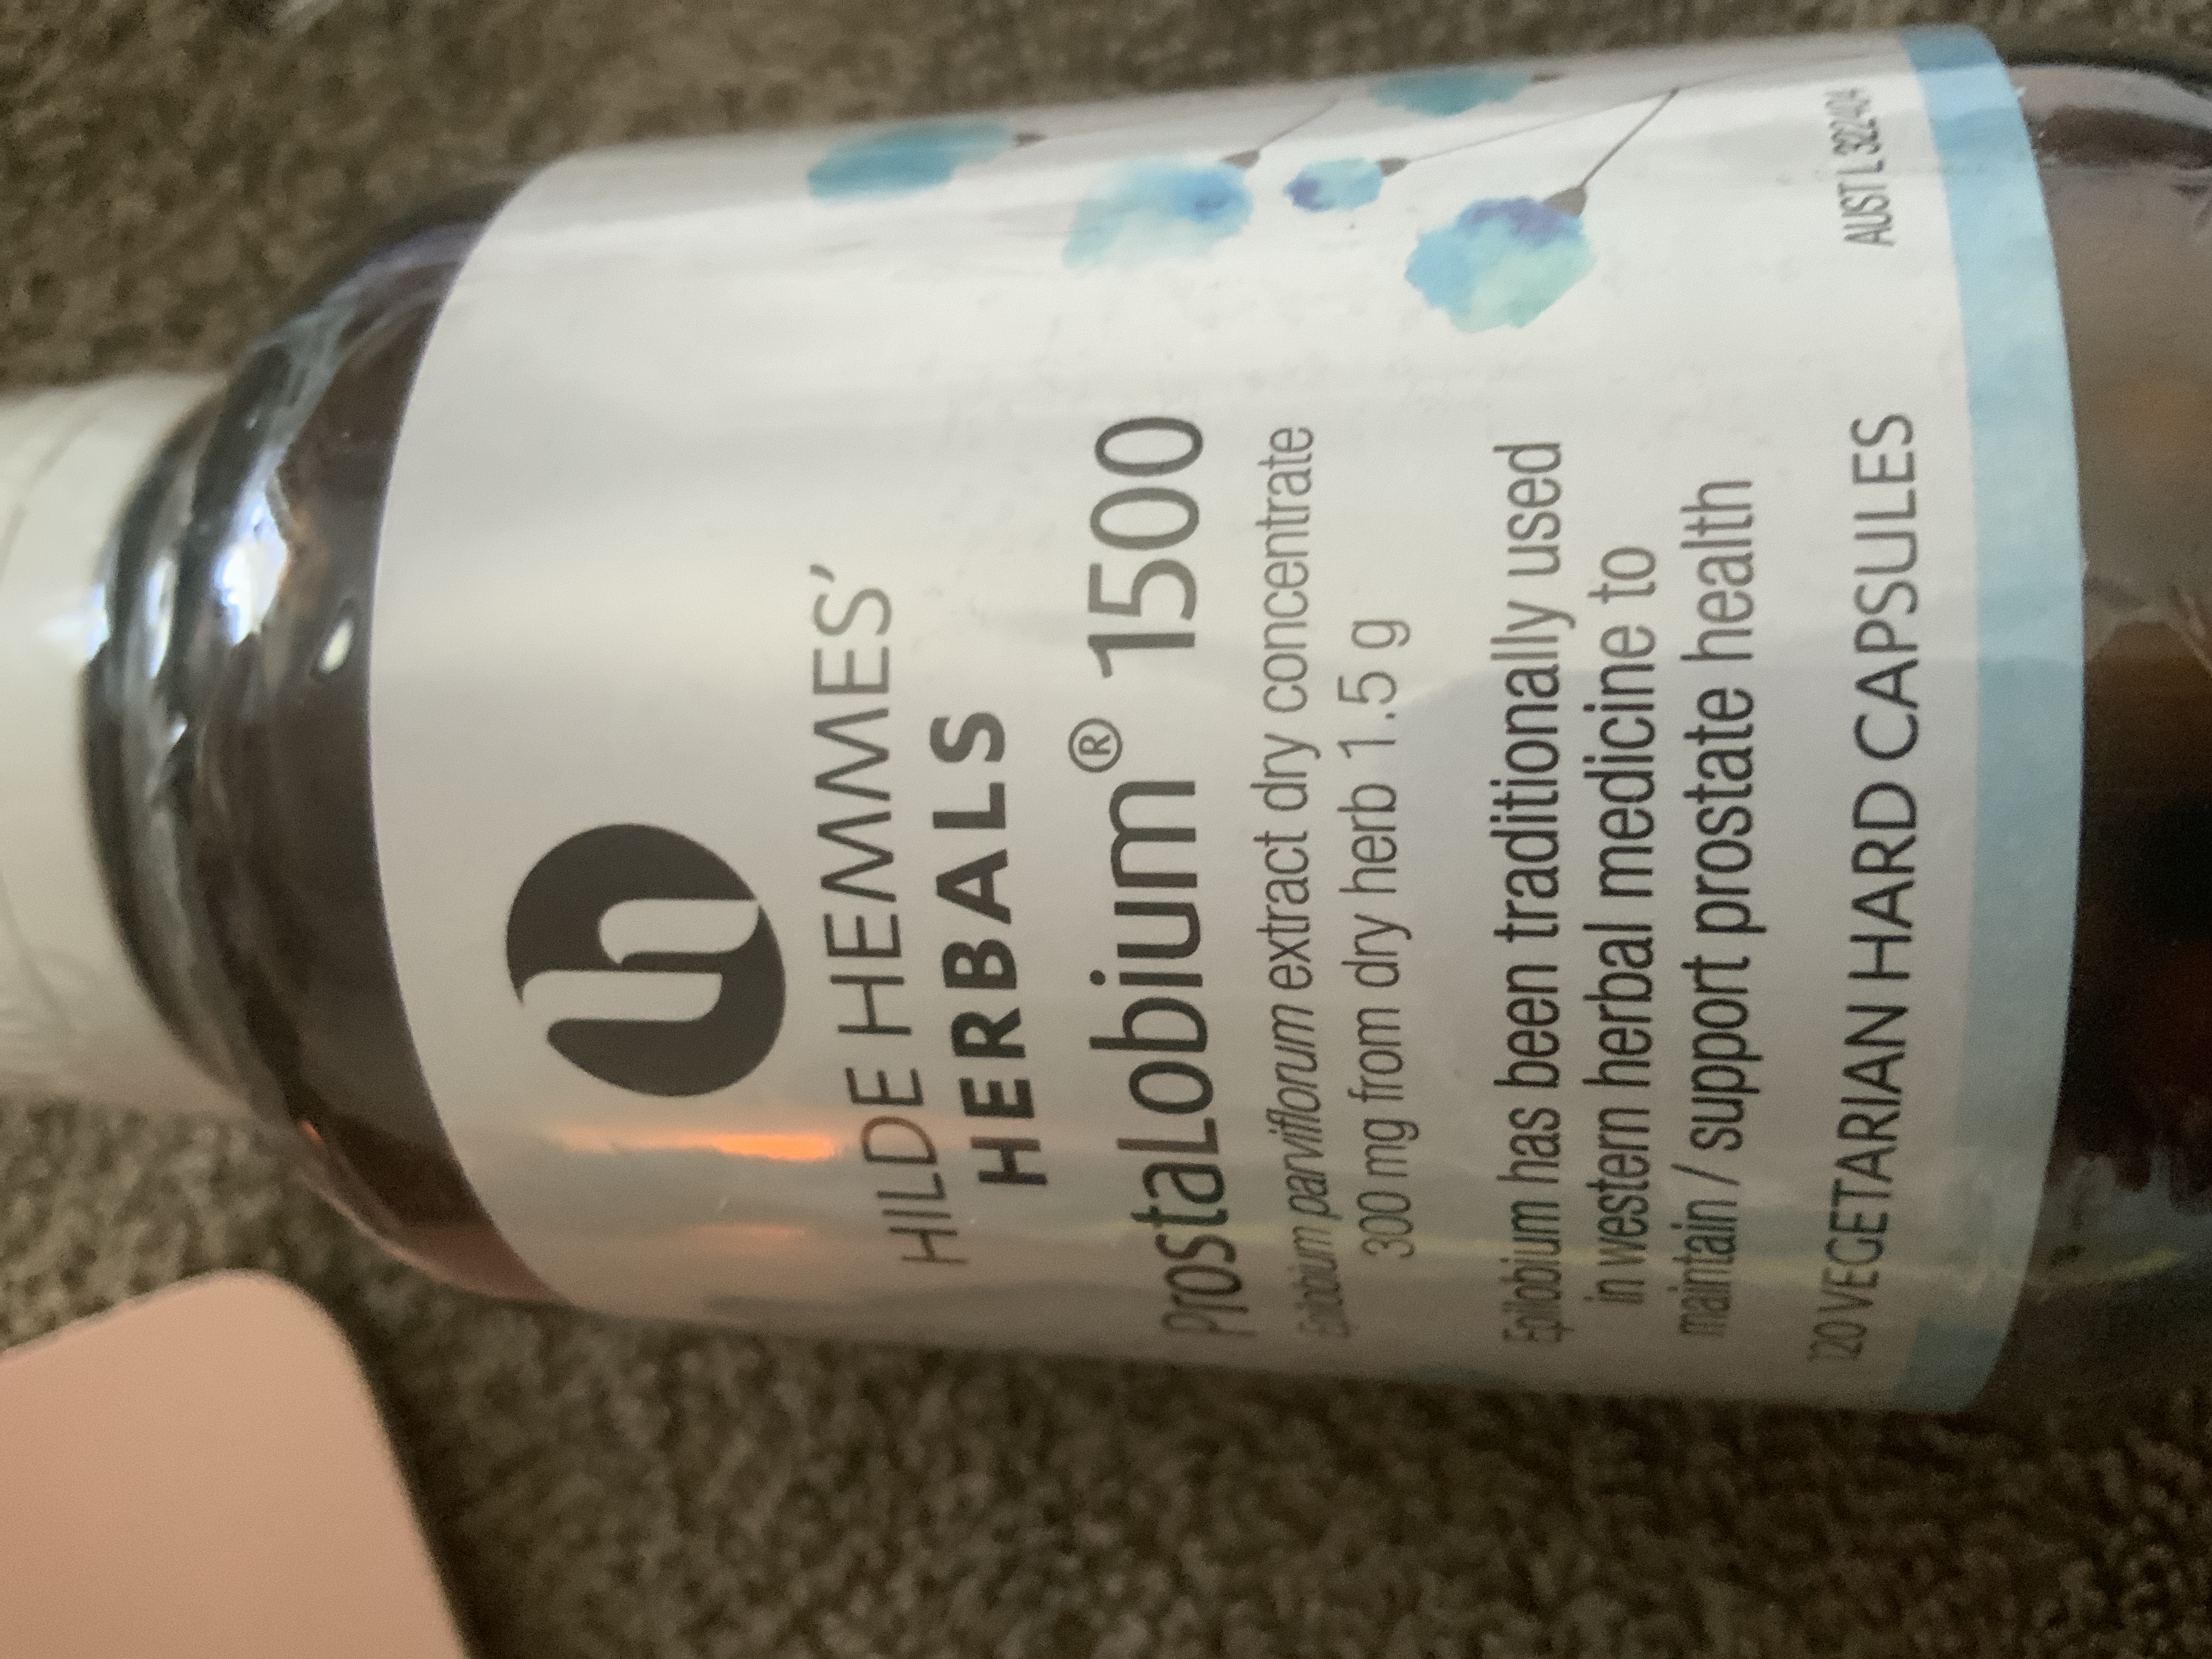 HILDE HEMMES'
HERBALS
ProstaLobium® 1500
Epilobium parviflorum extract dry concentrate
300 mg from dry herb 1.5 g
Epilobium has been traditionally used
in western herbal medicine to
maintain / support prostate health
120 VEGETARIAN HARD CAPSULES
AUST L 322404